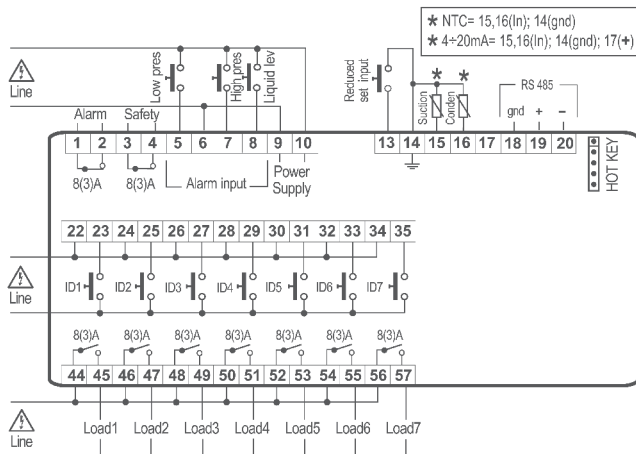 * NTC= 15,16(In); 14(gnd)
* 4÷20mA= 15,16(In); 14(gnd); 17(+)
Line
Low pres
High pres
Liquid lev
Reduced
set input
*
*
Suction
Conden
RS 485
gnd + −
Alarm Safety
1 2 3 4 5 6 7 8 9 10 13 14 15 16 17 18 19 20
8(3)A 8(3)A Alarm input Power
Supply
HOT KEY
22 23 24 25 26 27 28 29 30 31 32 33 34 35
Line
ID1 ID2 ID3 ID4 ID5 ID6 ID7
8(3)A 8(3)A 8(3)A 8(3)A 8(3)A 8(3)A 8(3)A
44 45 46 47 48 49 50 51 52 53 54 55 56 57
Line
Load1 Load2 Load3 Load4 Load5 Load6 Load7